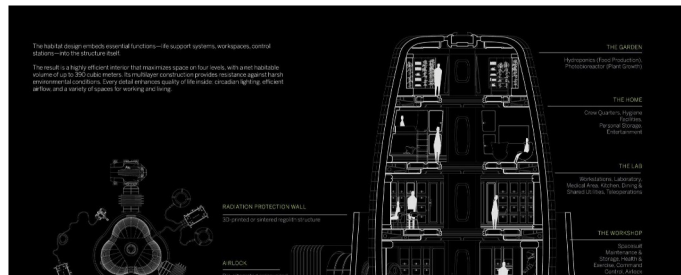 The habitat design embeds essential functions—life support systems, workspaces, control
stations—into the structure itself.
The result is a highly efficient interior that maximizes space on four levels, with a net habitable
volume of up to 390 cubic meters. Its multilayer construction provides resistance against harsh
environmental conditions. Every detail enhances quality of life inside: circadian lighting, efficient
airflow, and a variety of spaces for working and living.
RADIATION PROTECTION WALL
3D-printed or sintered regolith structure
AIRLOCK
THE GARDEN
Hydroponics (Food Production),
Photobioreactor (Plant Growth)
THE HOME
Crew Quarters, Hygiene
Facilities,
Personal Storage,
Entertainment
THE LAB
Workstations, Laboratory,
Medical Area, Kitchen, Dining &
Shared Utilities, Teleoperations
THE WORKSHOP
Spacesuit
Maintenance &
Storage, Health &
Exercise, Command
Control, Airlock